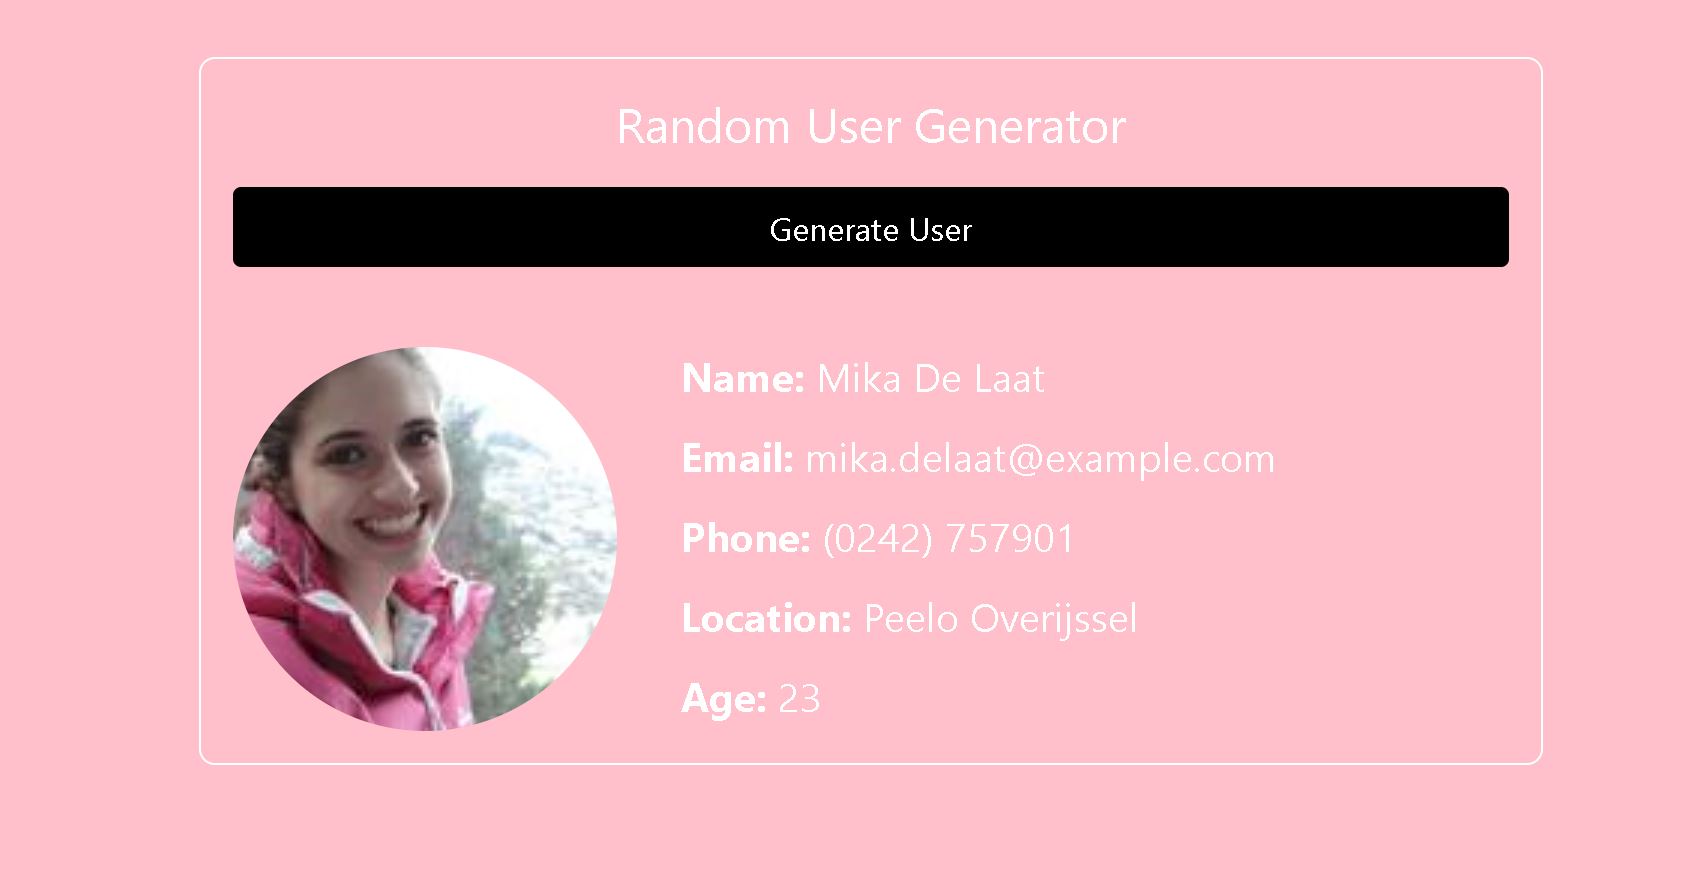 Random User Generator
Generate User
Name: Mika De Laat
Email: mika.delaat@example.com
Phone: (0242) 757901
Location: Peelo Overijssel
Age: 23